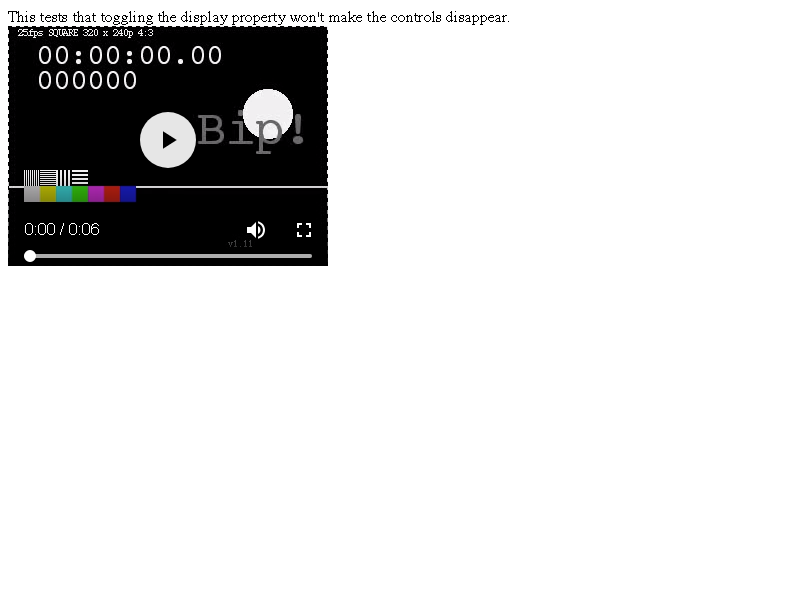 This tests that toggling the display property won't make the controls disappear.
25fps SQUARE 320 x 240p 4:3
00:00:00.00
000000
Bip!
0:00 / 0:06
v1.11